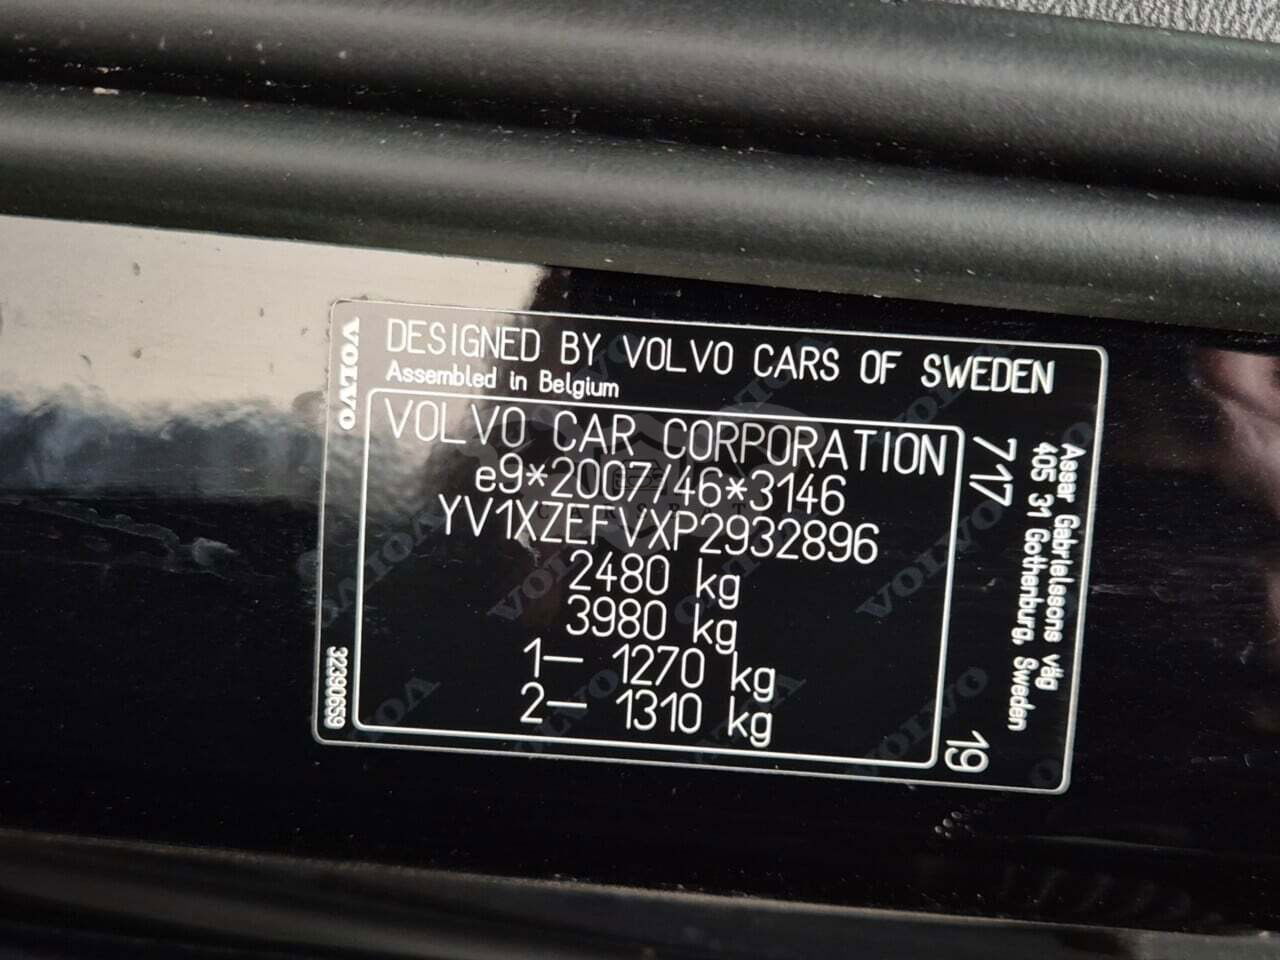 VOLVO
DESIGNED BY VOLVO CARS OF SWEDEN
Assembled in Belgium
VOLVO CAR CORPORATION
e9*2007/46*3146
YV1XZEFVXP2932896
2480 kg
3980 kg
1— 1270 kg
2— 1310 kg
717
19
Assar Gabrielssons väg
405 31 Gothenburg, Sweden
32390659